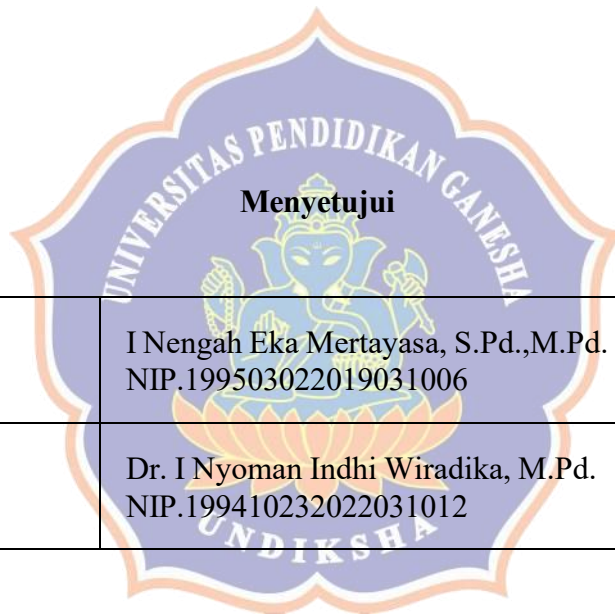 UNIVERSITAS PENDIDIKAN GANESHA
Menyetujui
I Nengah Eka Mertayasa, S.Pd.,M.Pd.
NIP.199503022019031006
Dr. I Nyoman Indhi Wiradika, M.Pd.
NIP.199410232022031012
UNDIKSHA